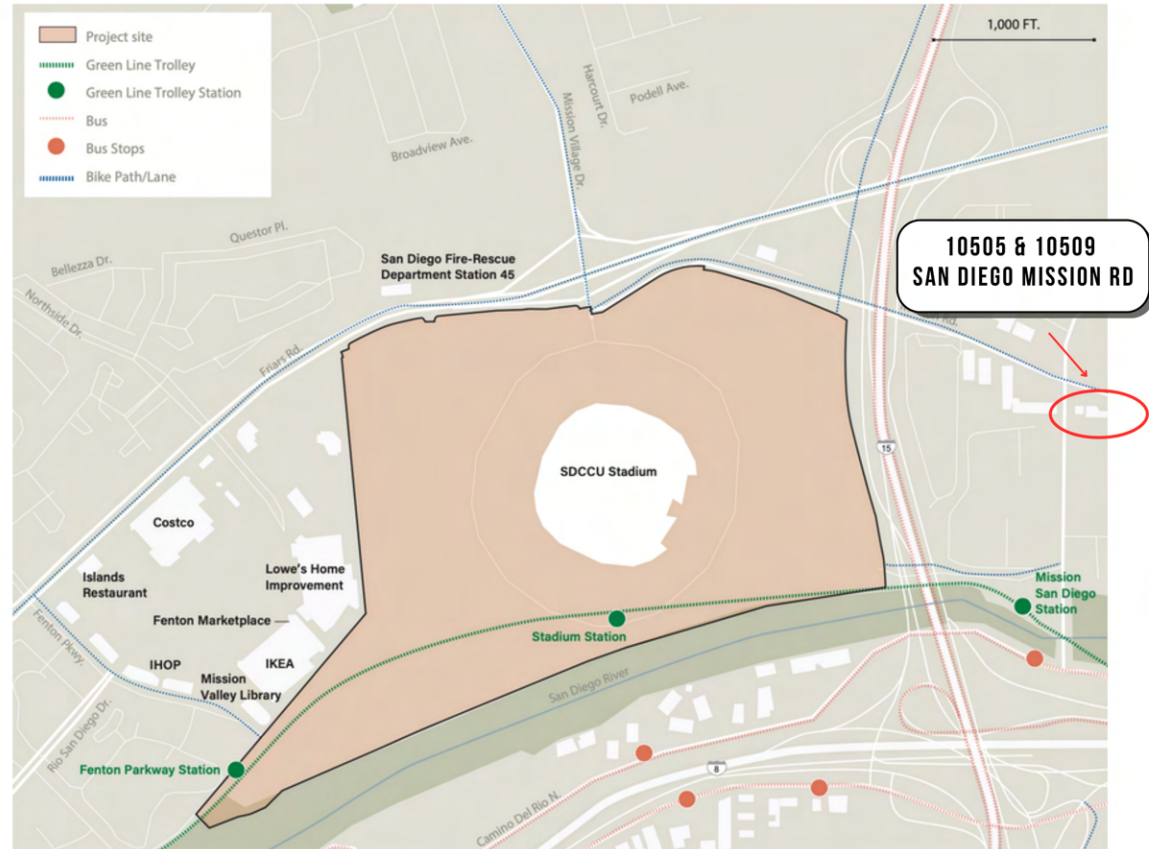 Project site
Green Line Trolley
Green Line Trolley Station
Bus
Bus Stops
Bike Path/Lane
1,000 FT.
Harcourt Dr.
Podell Ave.
Mission Village Dr.
Broadview Ave.
Questor Pl.
Bellezza Dr.
Northside Dr.
San Diego Fire-Rescue
Department Station 45
10505 & 10509
SAN DIEGO MISSION RD
Rd.
Friars Rd.
15
SDCCU Stadium
Costco
Lowe's Home
Improvement
Islands
Restaurant
Fenton Marketplace
Mission
San Diego
Station
Stadium Station
Fenton Pkwy.
IHOP
IKEA
Mission
Valley Library
San Diego River
Rio San Diego Dr.
Fenton Parkway Station
8
Camino Del Rio N.